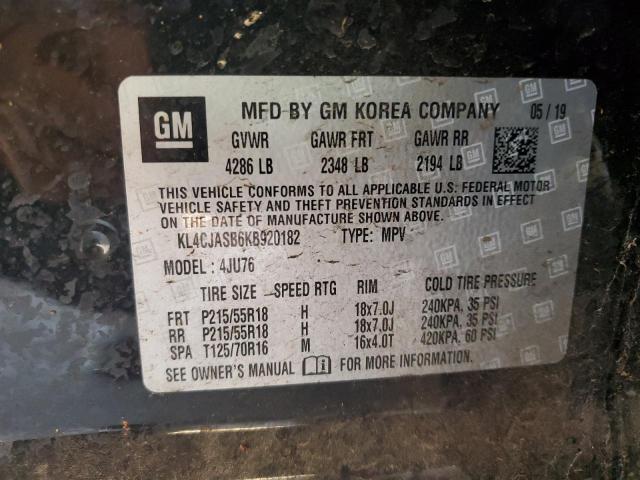 GM
MFD BY GM KOREA COMPANY 05 / 19
GVWR GAWR FRT GAWR RR
4286 LB 2348 LB 2194 LB
THIS VEHICLE CONFORMS TO ALL APPLICABLE U.S. FEDERAL MOTOR
VEHICLE SAFETY AND THEFT PREVENTION STANDARDS IN EFFECT
ON THE DATE OF MANUFACTURE SHOWN ABOVE.
KL4CJASB6KB920182 TYPE: MPV
MODEL : 4JU76
TIRE SIZE SPEED RTG RIM COLD TIRE PRESSURE
FRT P215/55R18 H 18x7.0J 240KPA, 35 PSI
RR P215/55R18 H 18x7.0J 240KPA, 35 PSI
SPA T125/70R16 M 16x4.0T 420KPA, 60 PSI
SEE OWNER'S MANUAL FOR MORE INFORMATION.